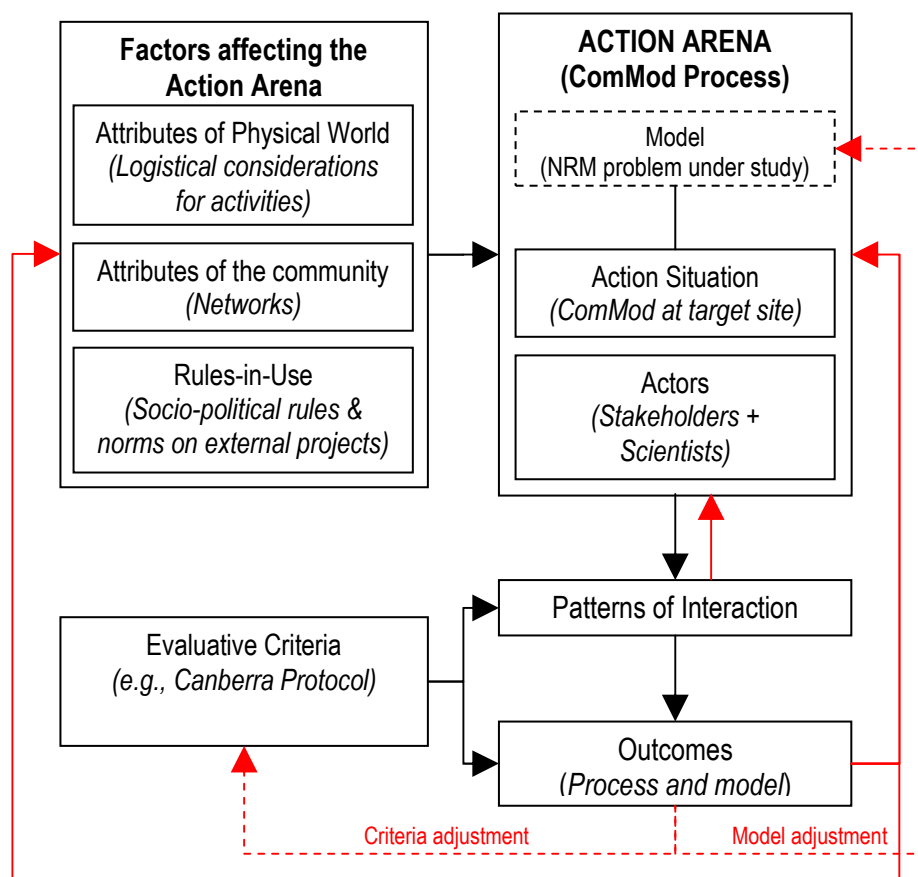 Factors affecting the
Action Arena
Attributes of Physical World
(Logistical considerations
for activities)
Attributes of the community
(Networks)
Rules-in-Use
(Socio-political rules &
norms on external projects)
ACTION ARENA
(ComMod Process)
Model
(NRM problem under study)
Action Situation
(ComMod at target site)
Actors
(Stakeholders +
Scientists)
Patterns of Interaction
Evaluative Criteria
(e.g., Canberra Protocol)
Outcomes
(Process and model)
Criteria adjustment
Model adjustment